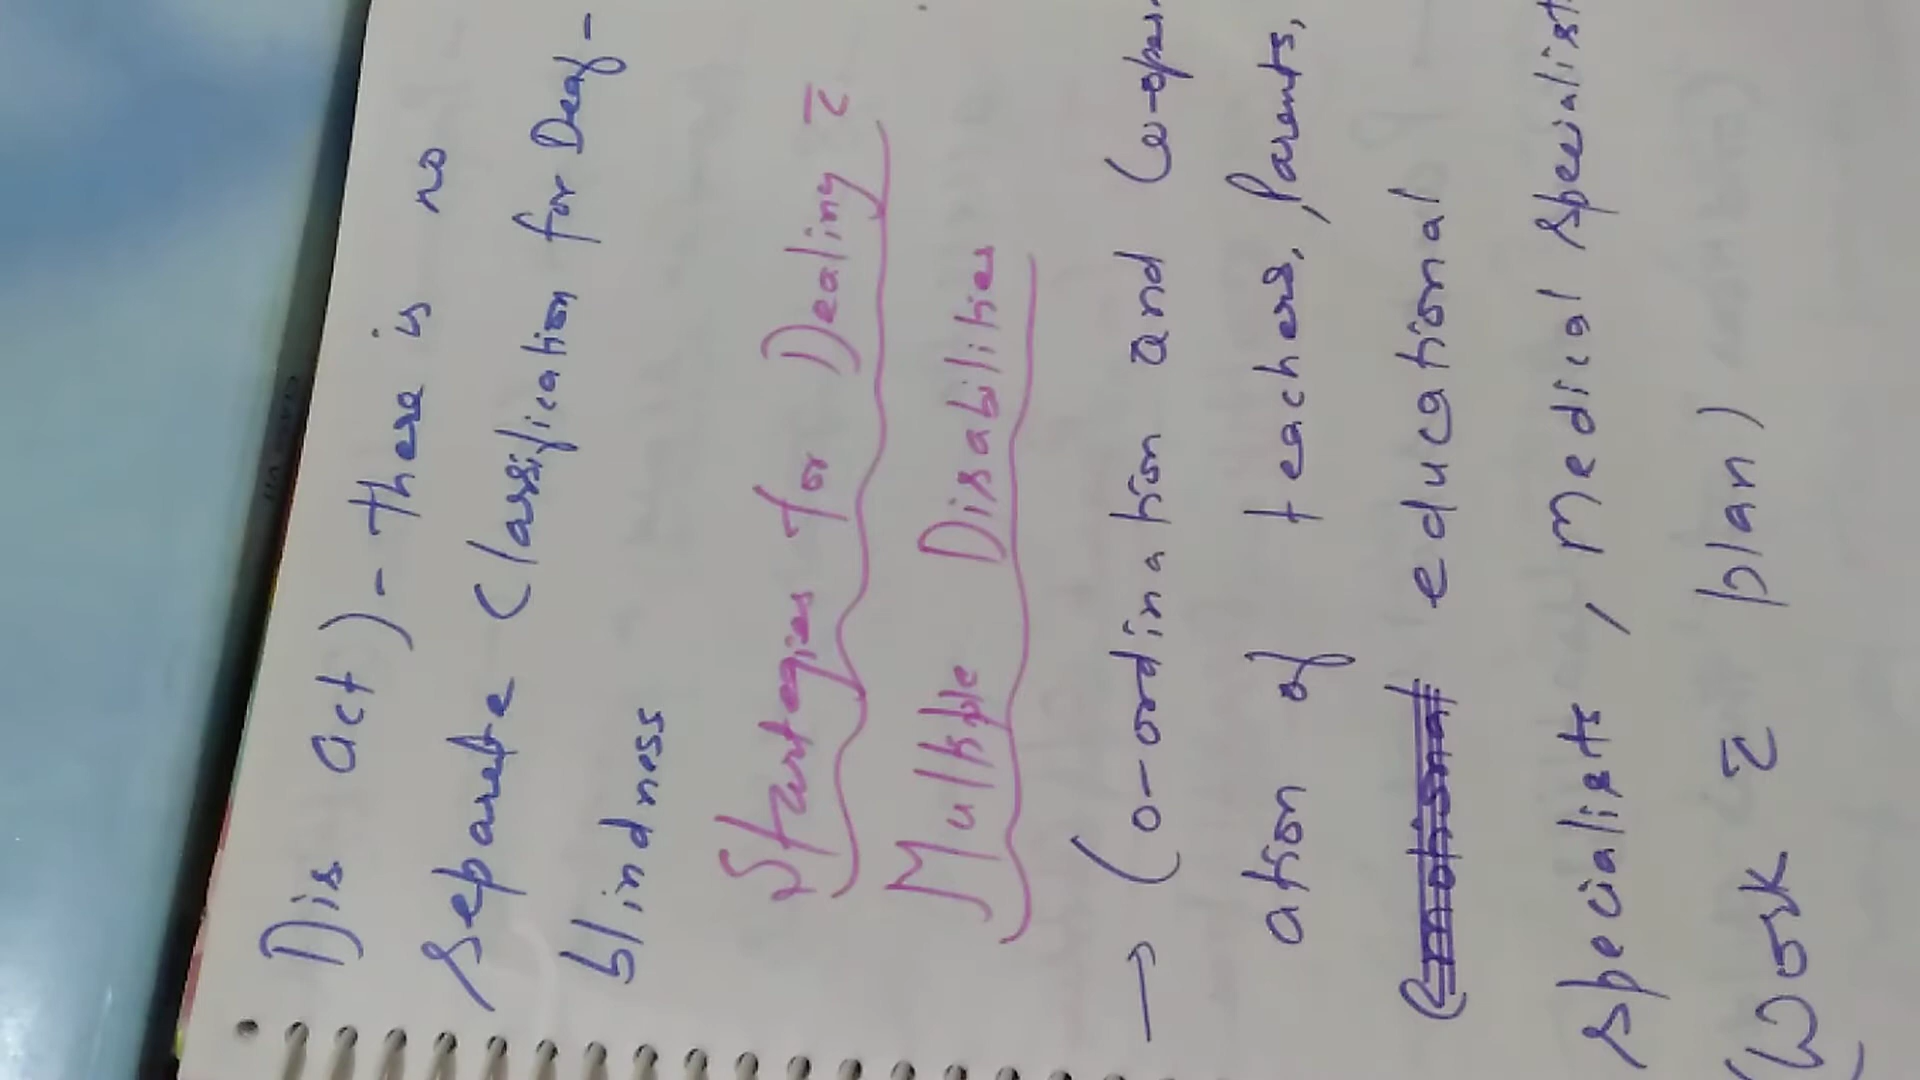 Dis act) - there is no
separate Classification for Deaf-
blindness
Startegies for Dealing c̄
Multiple Disabilities
→ Co-ordination and Co-oper
ation of teachers, Parents,
educational
specialists, medical specialist
(Work c̄ plan)